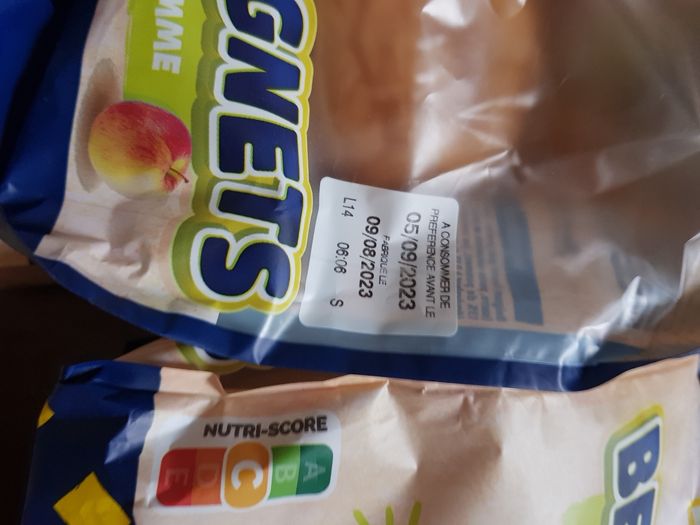 GNETS
MME
A CONSOMMER DE
PREFERENCE AVANT LE
05/09/2023
FABRIQUE LE
09/08/2023
L14 06:06 S
NUTRI-SCORE
A B C D E
BE